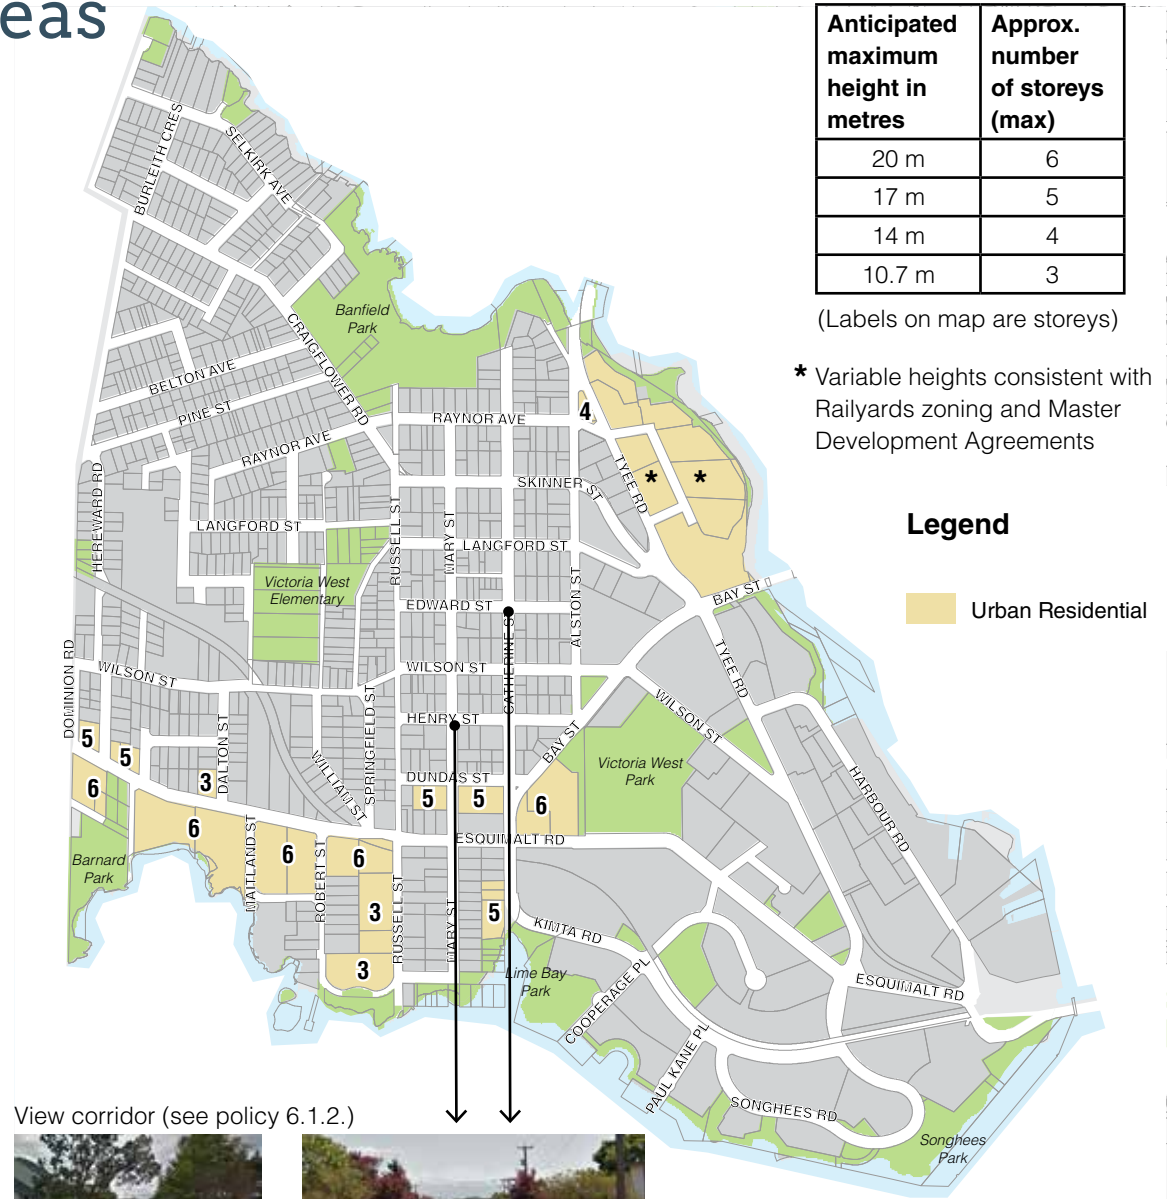 eas
Anticipated maximum height in metres
Approx. number of storeys (max)
20 m 6
17 m 5
14 m 4
10.7 m 3
(Labels on map are storeys)
* Variable heights consistent with
Railyards zoning and Master
Development Agreements
Legend
Urban Residential
BURLEITH CRES
SELKIRK AVE
Banfield
Park
CRAIGFLOWER RD
BELTON AVE
PINE ST
RAYNOR AVE
RAYNOR AVE
4
TYEE RD
*
*
SKINNER ST
HEREWARD RD
LANGFORD ST
RUSSELL ST
MARY ST
LANGFORD ST
Victoria West
Elementary
EDWARD ST
ALSTON ST
BAY ST
CATHERINE ST
DOMINION RD
WILSON ST
WILSON ST
TYEE RD
WILSON ST
HENRY ST
SPRINGFIELD ST
DALTON ST
WILLIAM ST
BAY ST
Victoria West
Park
HARBOUR RD
5
5
3
6
DUNDAS ST
5
5
6
6
ESQUIMALT RD
MAITLAND ST
ROBERT ST
6
6
Barnard
Park
3
RUSSELL ST
MARY ST
5
KIMTA RD
3
Lime Bay
Park
COOPERAGE PL
ESQUIMALT RD
PAUL KANE PL
SONGHEES RD
Songhees
Park
View corridor (see policy 6.1.2.)